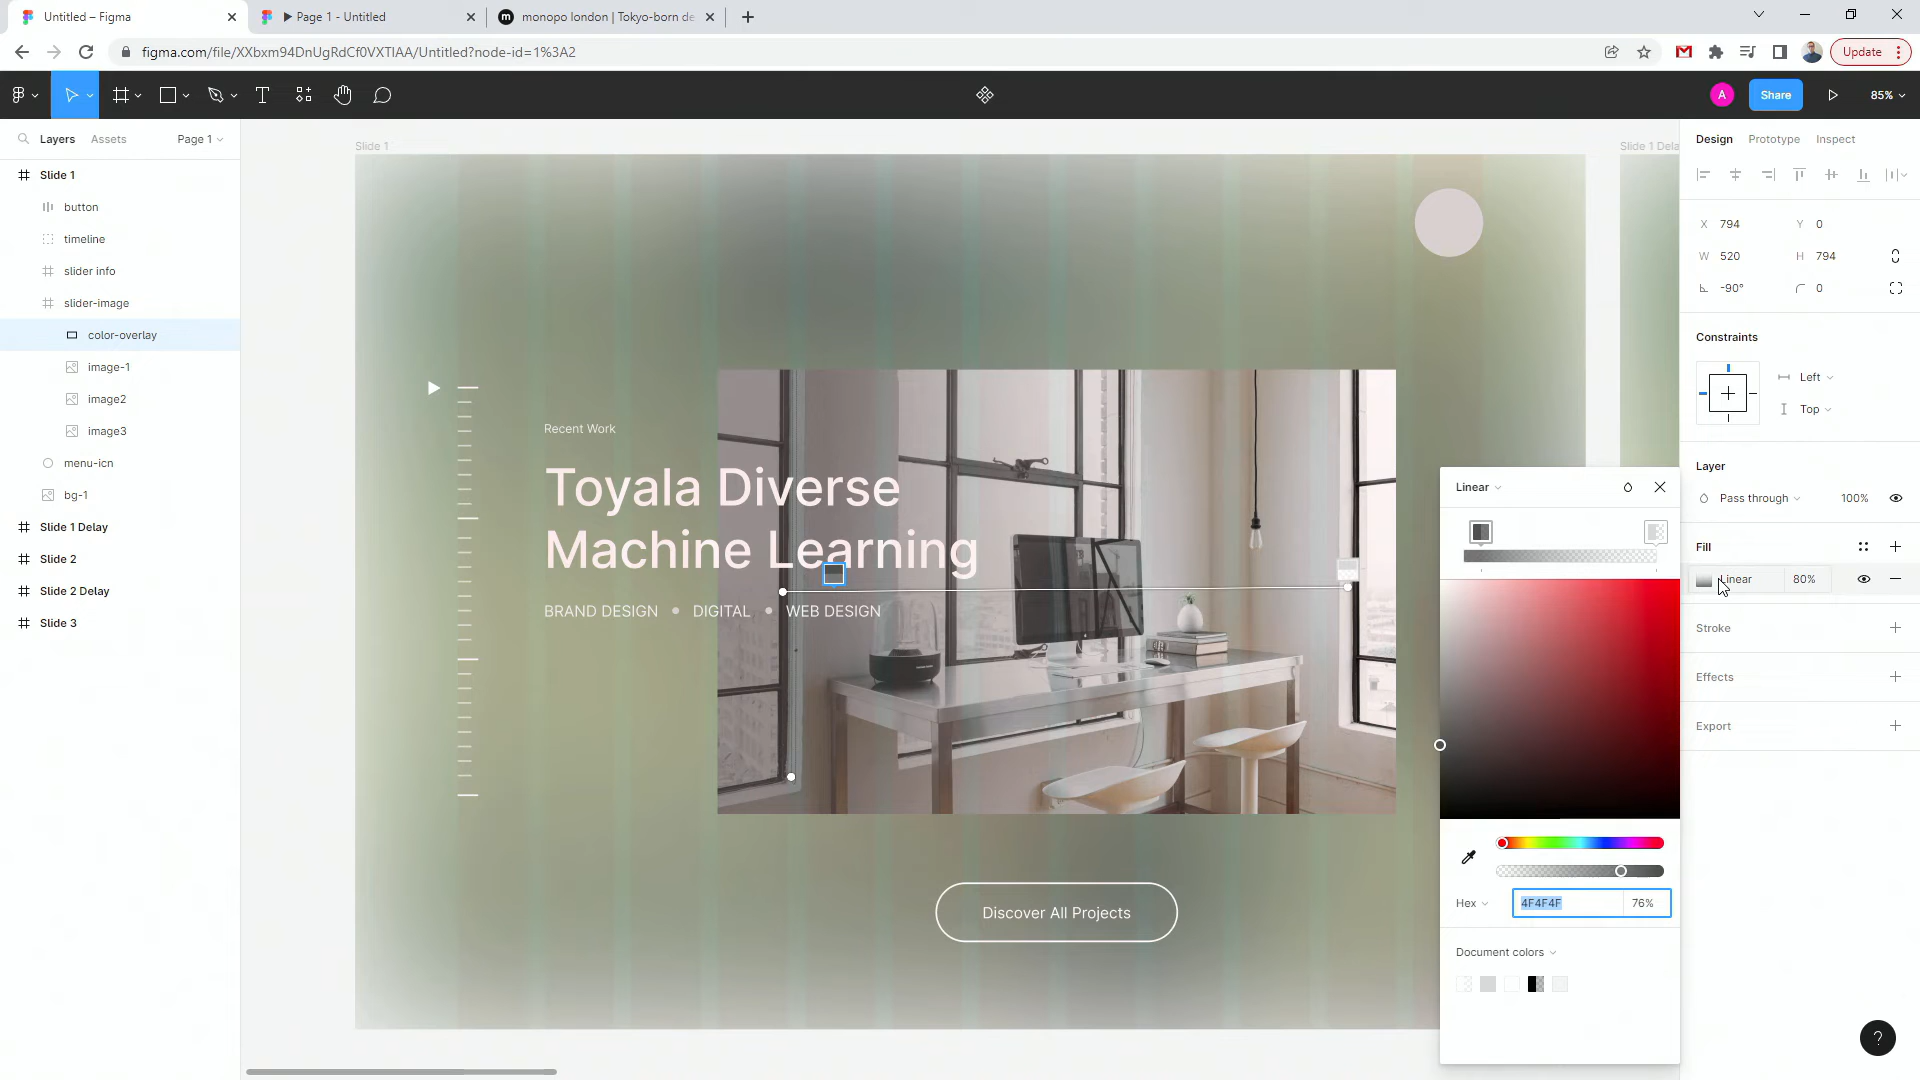 Untitled – Figma
Page 1 - Untitled
monopo london | Tokyo-born de
figma.com/file/XXbxm94DnUgRdCf0VXTIAA/Untitled?node-id=1%3A2
Update
A
Share
85%
Layers
Assets
Page 1
Slide 1
button
timeline
slider info
slider-image
color-overlay
image-1
image2
image3
menu-icn
bg-1
Slide 1 Delay
Slide 2
Slide 2 Delay
Slide 3
Slide 1
Slide 1 Dela
Recent Work
Toyala Diverse
Machine Learning
BRAND DESIGN
DIGITAL
WEB DESIGN
Discover All Projects
Linear
Hex
4F4F4F
76%
Document colors
Design
Prototype
Inspect
X
794
Y
0
W
520
H
794
-90°
0
Constraints
Left
Top
Layer
Pass through
100%
Fill
Linear
80%
Stroke
Effects
Export
?